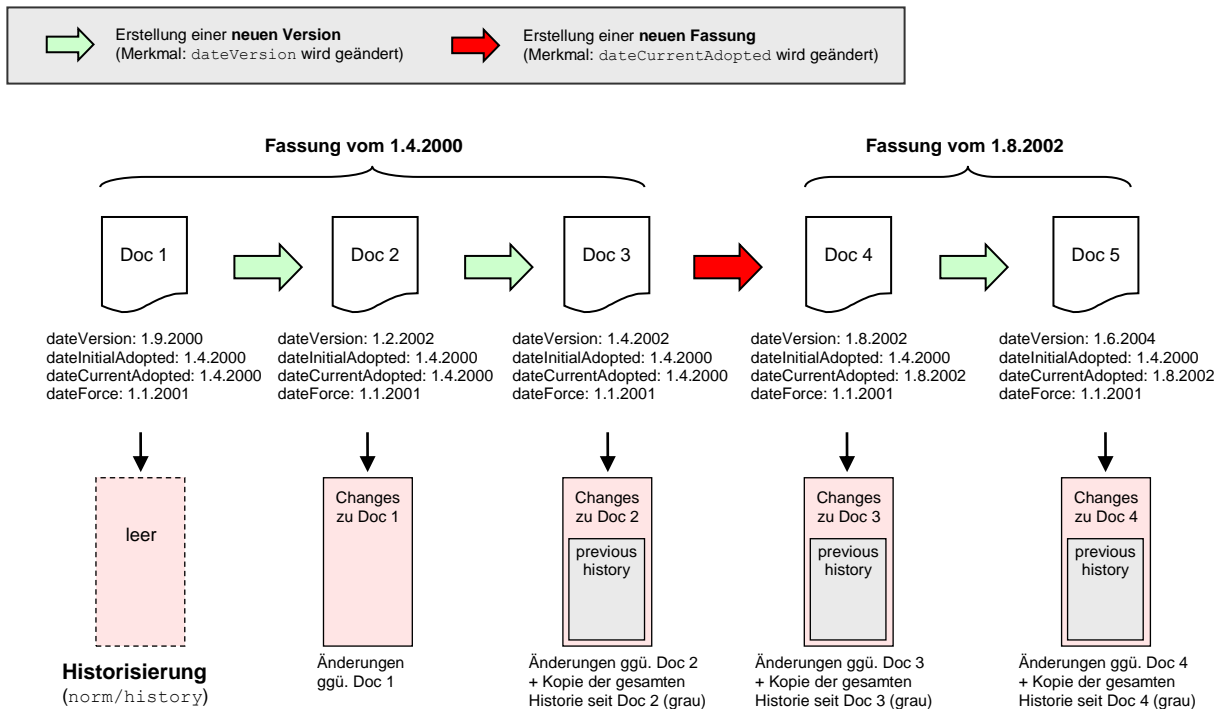 Erstellung einer neuen Version
(Merkmal: dateVersion wird geändert)
Erstellung einer neuen Fassung
(Merkmal: dateCurrentAdopted wird geändert)
Fassung vom 1.4.2000
Fassung vom 1.8.2002
Doc 1
Doc 2
Doc 3
Doc 4
Doc 5
dateVersion: 1.9.2000
dateInitialAdopted: 1.4.2000
dateCurrentAdopted: 1.4.2000
dateForce: 1.1.2001
dateVersion: 1.2.2002
dateInitialAdopted: 1.4.2000
dateCurrentAdopted: 1.4.2000
dateForce: 1.1.2001
dateVersion: 1.4.2002
dateInitialAdopted: 1.4.2000
dateCurrentAdopted: 1.4.2000
dateForce: 1.1.2001
dateVersion: 1.8.2002
dateInitialAdopted: 1.4.2000
dateCurrentAdopted: 1.8.2002
dateForce: 1.1.2001
dateVersion: 1.6.2004
dateInitialAdopted: 1.4.2000
dateCurrentAdopted: 1.8.2002
dateForce: 1.1.2001
leer
Changes
zu Doc 1
Changes
zu Doc 2
previous
history
Changes
zu Doc 3
previous
history
Changes
zu Doc 4
previous
history
Historisierung
(norm/history)
Änderungen
ggü. Doc 1
Änderungen ggü. Doc 2
+ Kopie der gesamten
Historie seit Doc 2 (grau)
Änderungen ggü. Doc 3
+ Kopie der gesamten
Historie seit Doc 3 (grau)
Änderungen ggü. Doc 4
+ Kopie der gesamten
Historie seit Doc 4 (grau)